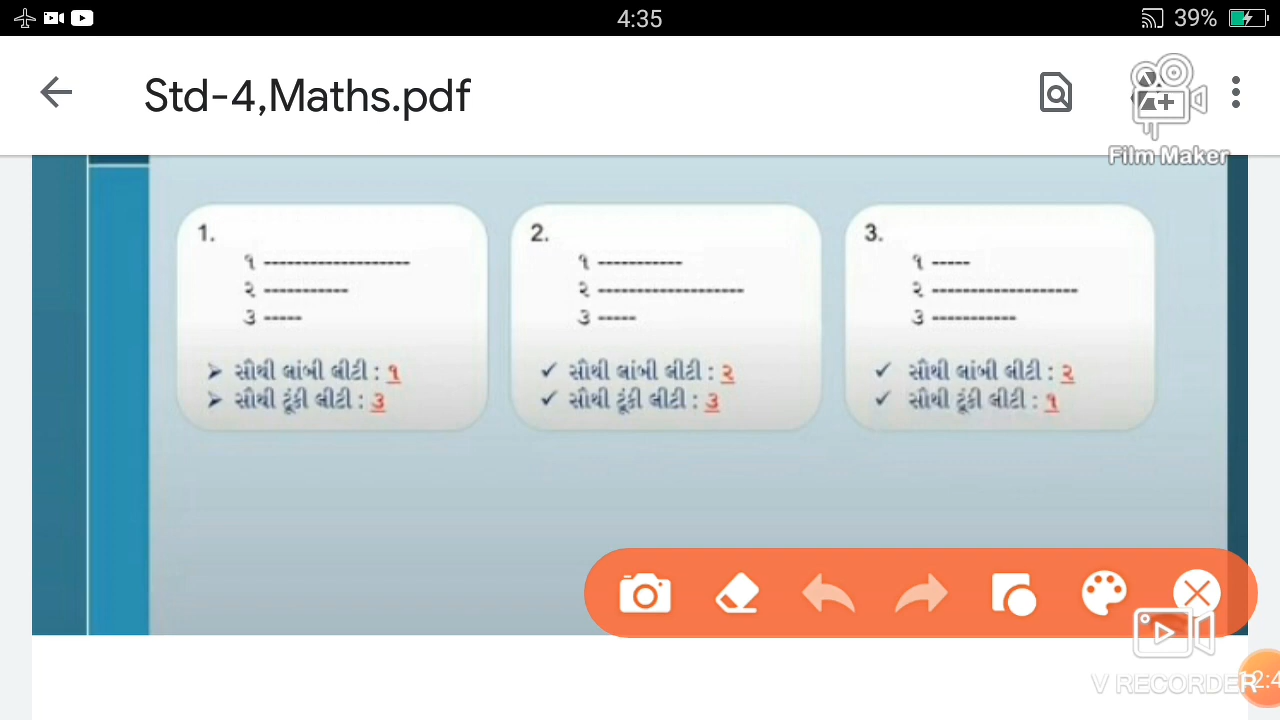 4:35
39%
Std-4,Maths.pdf
Film Maker
1.
૧ -------------------
૨ -----------
૩ -----
➢ સૌથી લાંબી લીટી : ૧
➢ સૌથી ટૂંકી લીટી : ૩
2.
૧ -----------
૨ -------------------
૩ -----
✓ સૌથી લાંબી લીટી : ૨
✓ સૌથી ટૂંકી લીટી : ૩
3.
૧ -----
૨ -------------------
૩ -----------
✓ સૌથી લાંબી લીટી : ૨
✓ સૌથી ટૂંકી લીટી : ૧
V RECORDER